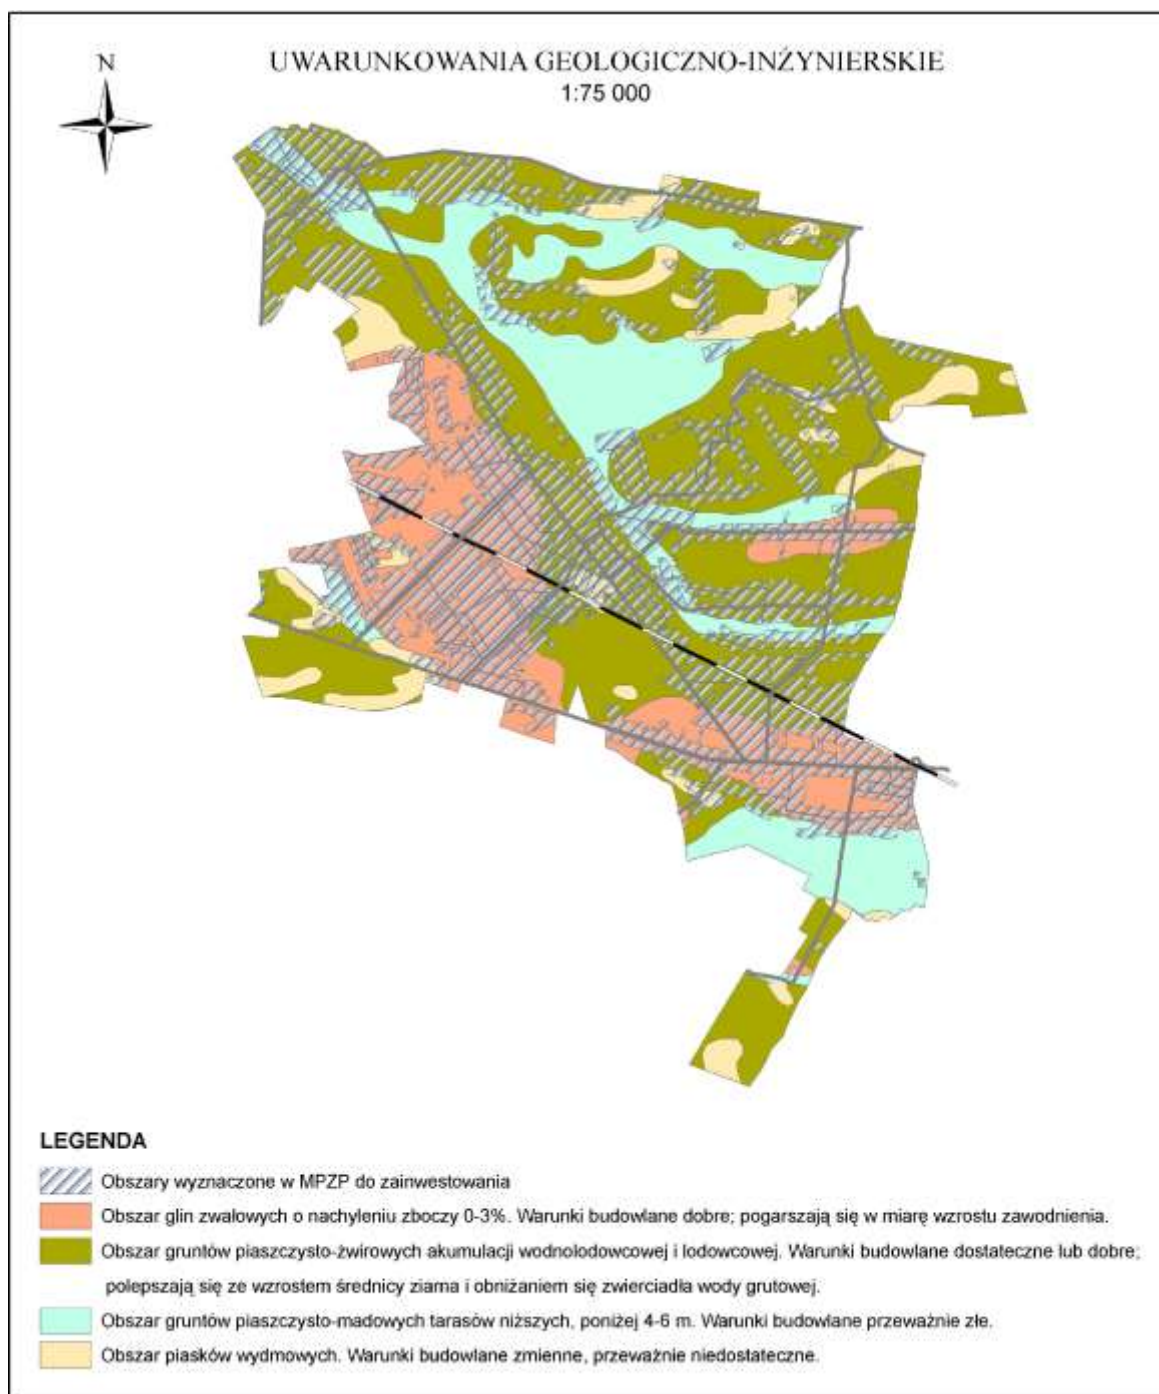 N
UWARUNKOWANIA GEOLOGICZNO-INŻYNIERSKIE
1:75 000
LEGENDA
Obszary wyznaczone w MPZP do zainwestowania
Obszar glin zwałowych o nachyleniu zboczy 0-3%. Warunki budowlane dobre; pogarszają się w miarę wzrostu zawodnienia.
Obszar gruntów piaszczysto-żwirowych akumulacji wodnolodowcowej i lodowcowej. Warunki budowlane dostateczne lub dobre;
polepszają się ze wzrostem średnicy ziarna i obniżaniem się zwierciadła wody grutowej.
Obszar gruntów piaszczysto-madowych tarasów niższych, poniżej 4-6 m. Warunki budowlane przeważnie złe.
Obszar piasków wydmowych. Warunki budowlane zmienne, przeważnie niedostateczne.